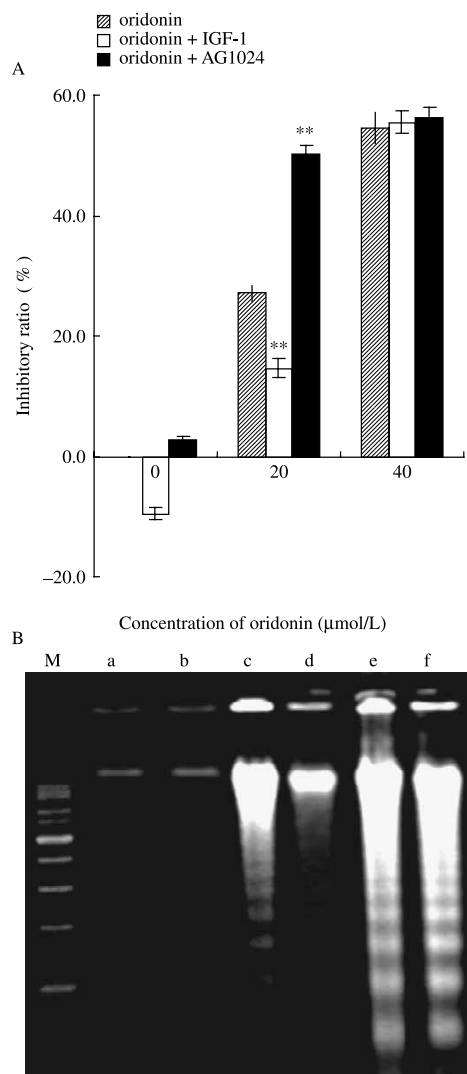 oridonin
oridonin + IGF-1
oridonin + AG1024
A
60.0
**
40.0
Inhibitory ratio ( % )
20.0
**
0.0
0
20
40
−20.0
Concentration of oridonin (μmol/L)
B
M a b c d e f